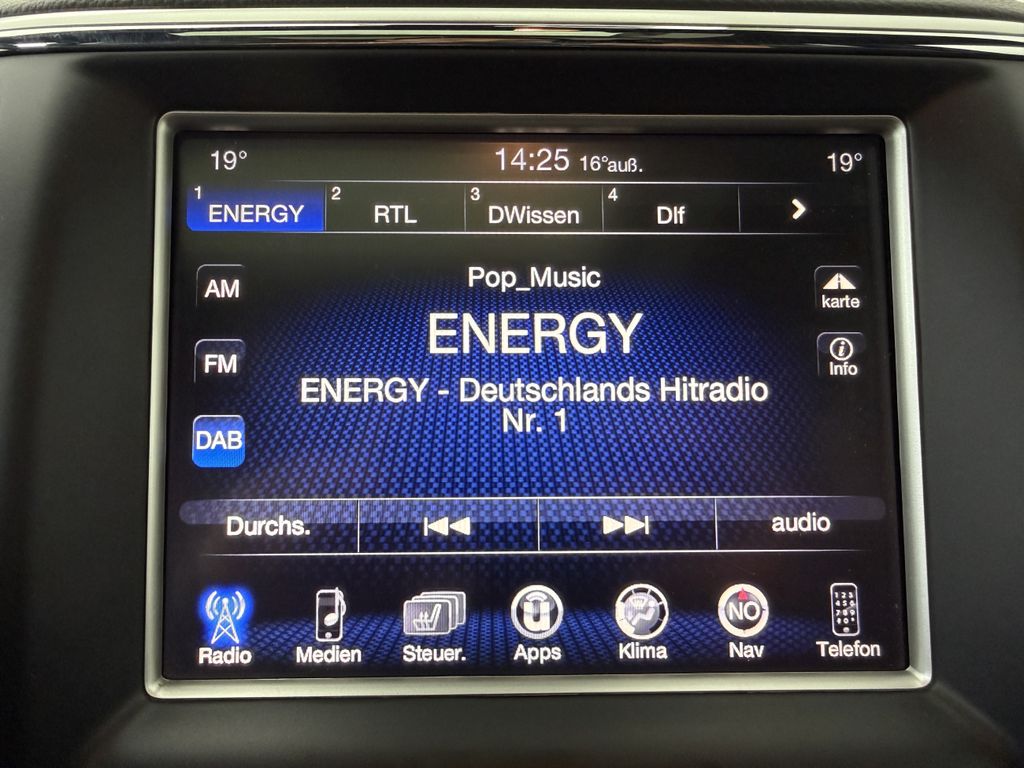 19° 14:25 16°auß. 19°
1 ENERGY 2 RTL 3 DWissen 4 Dlf
Pop_Music
AM
karte
ENERGY
FM
Info
ENERGY - Deutschlands Hitradio
Nr. 1
DAB
Durchs. audio
NO
Radio Medien Steuer. Apps Klima Nav Telefon